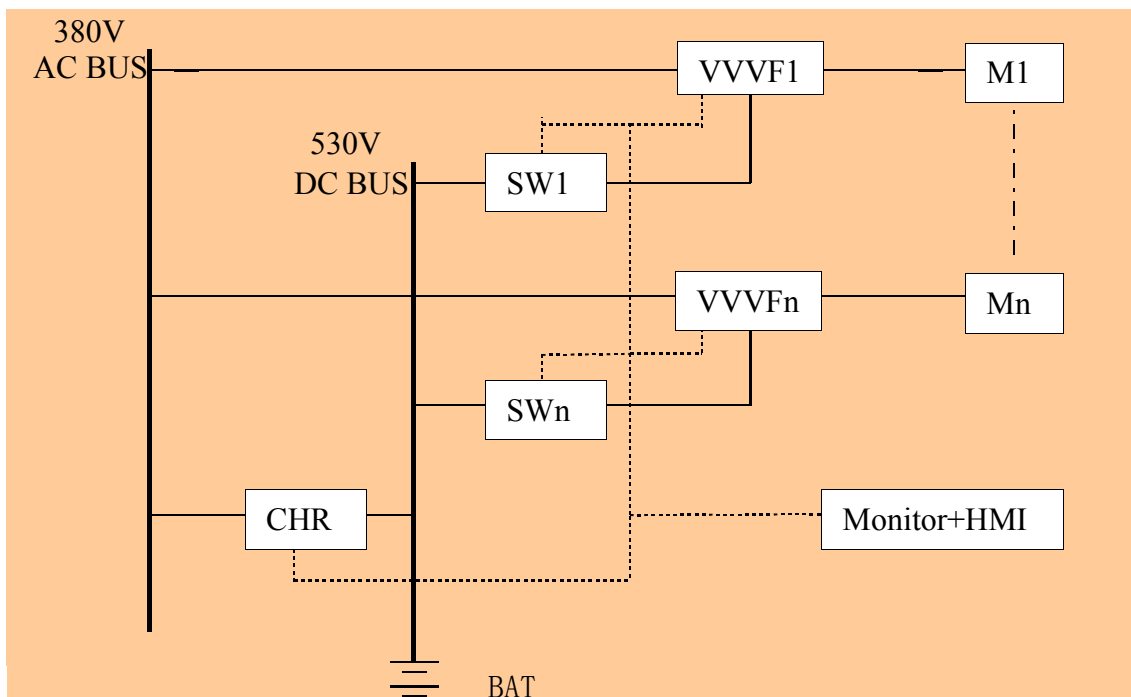 380V
AC BUS
VVVF1
M1
530V
DC BUS
SW1
VVVFn
Mn
SWn
CHR
Monitor+HMI
BAT